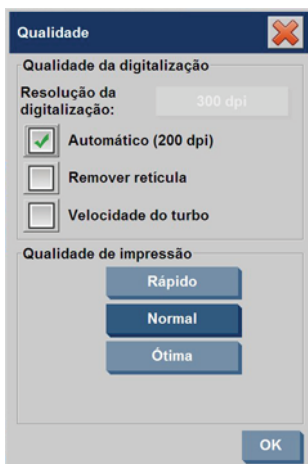 Qualidade
Qualidade da digitalização
Resolução da
digitalização:
300 dpi
Automático (200 dpi)
Remover retícula
Velocidade do turbo
Qualidade de impressão
Rápido
Normal
Ótima
OK